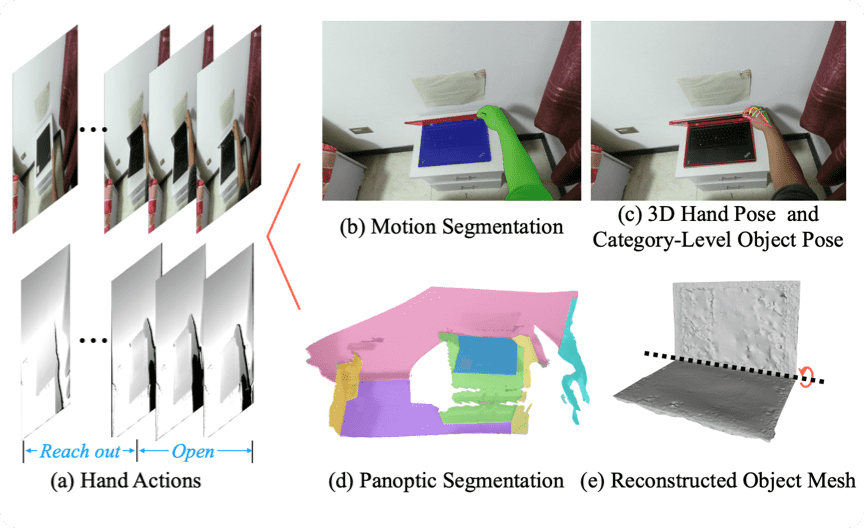 (b) Motion Segmentation
(c) 3D Hand Pose and
Category-Level Object Pose
Reach out
Open
(a) Hand Actions
(d) Panoptic Segmentation
(e) Reconstructed Object Mesh